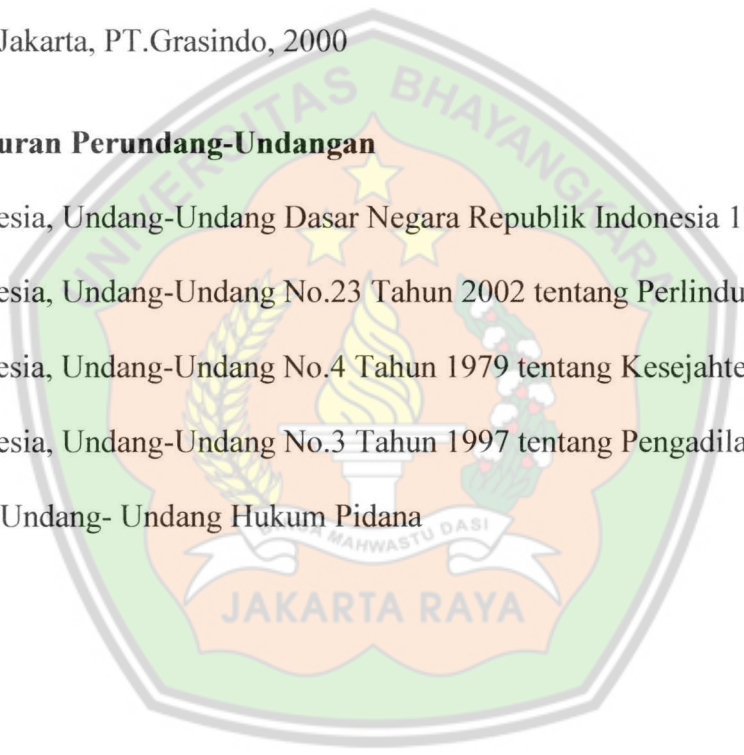 Jakarta, PT.Grasindo, 2000
uran Perundang-Undangan
esia, Undang-Undang Dasar Negara Republik Indonesia 1
esia, Undang-Undang No.23 Tahun 2002 tentang Perlindu
esia, Undang-Undang No.4 Tahun 1979 tentang Kesejahte
esia, Undang-Undang No.3 Tahun 1997 tentang Pengadila
Undang- Undang Hukum Pidana
UNIVERSITAS BHAYANGKARA
MAHWASTU DASI
JAKARTA RAYA